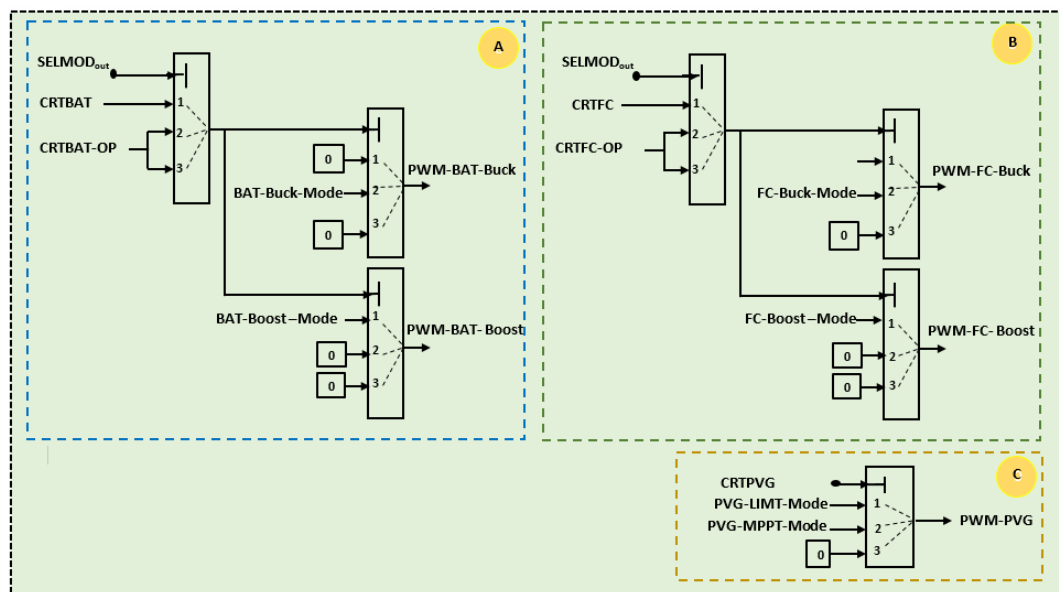 A
SELMODout
CRTBAT
1
CRTBAT-OP
2
3
0
1
PWM-BAT-Buck
BAT-Buck-Mode
2
0
3
BAT-Boost–Mode
1
PWM-BAT- Boost
0
2
0
3
B
SELMODout
CRTFC
1
CRTFC-OP
2
3
1
PWM-FC-Buck
FC-Buck-Mode
2
0
3
FC-Boost–Mode
1
PWM-FC- Boost
0
2
0
3
C
CRTPVG
PVG-LIMT-Mode
1
PWM-PVG
PVG-MPPT-Mode
2
0
3